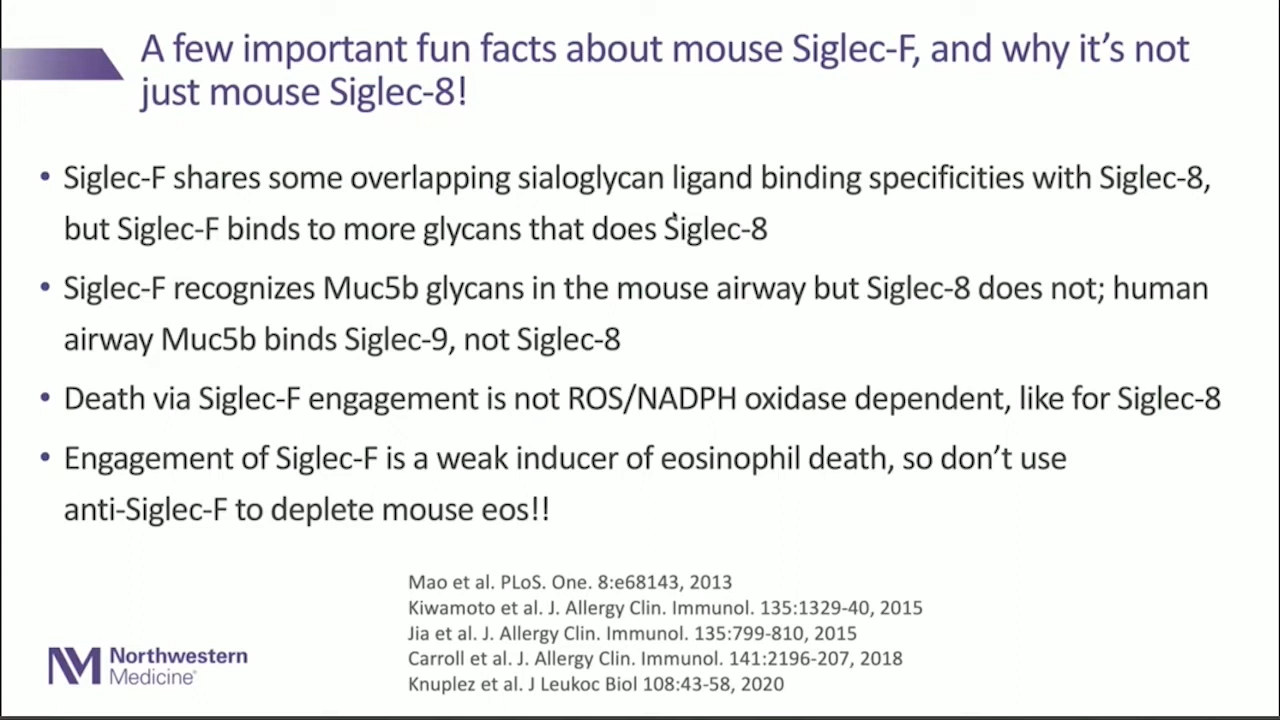 A few important fun facts about mouse Siglec-F, and why it's not
just mouse Siglec-8!
• Siglec-F shares some overlapping sialoglycan ligand binding specificities with Siglec-8,
but Siglec-F binds to more glycans that does Siglec-8
• Siglec-F recognizes Muc5b glycans in the mouse airway but Siglec-8 does not; human
airway Muc5b binds Siglec-9, not Siglec-8
• Death via Siglec-F engagement is not ROS/NADPH oxidase dependent, like for Siglec-8
• Engagement of Siglec-F is a weak inducer of eosinophil death, so don't use
anti-Siglec-F to deplete mouse eos!!
Mao et al. PLoS. One. 8:e68143, 2013
Kiwamoto et al. J. Allergy Clin. Immunol. 135:1329-40, 2015
Jia et al. J. Allergy Clin. Immunol. 135:799-810, 2015
Carroll et al. J. Allergy Clin. Immunol. 141:2196-207, 2018
Knuplez et al. J Leukoc Biol 108:43-58, 2020
NM Northwestern
Medicine®